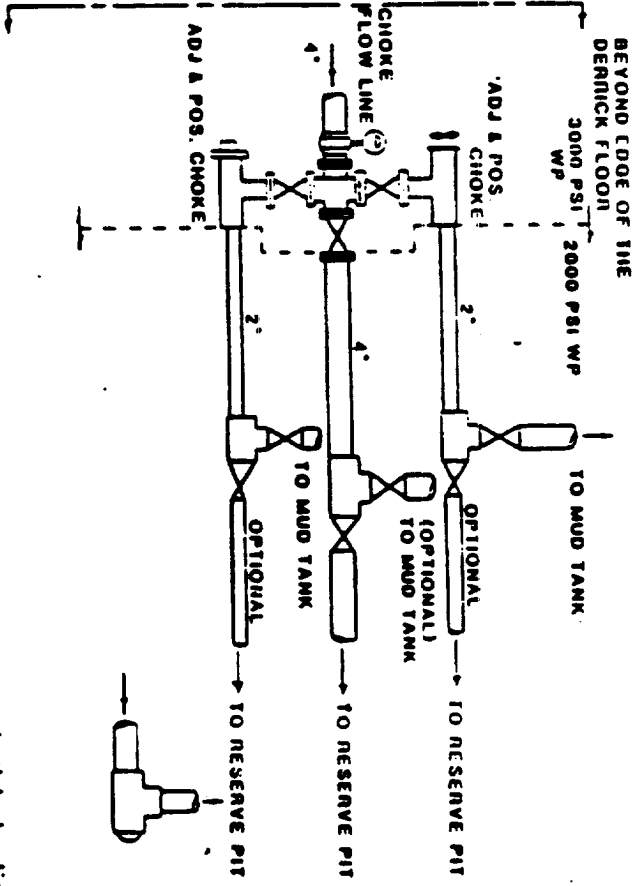 BEYOND EDGE OF THE
DERRICK FLOOR
3000 PSI
WP
2000 PSI WP
CHOKE
FLOW LINE
4"
ADJ & POS. CHOKE
ADJ & POS
CHOKE
2"
4"
2"
TO MUD TANK
OPTIONAL
(OPTIONAL)
TO MUD TANK
TO MUD TANK
OPTIONAL
TO RESERVE PIT
TO RESERVE PIT
TO RESERVE PIT